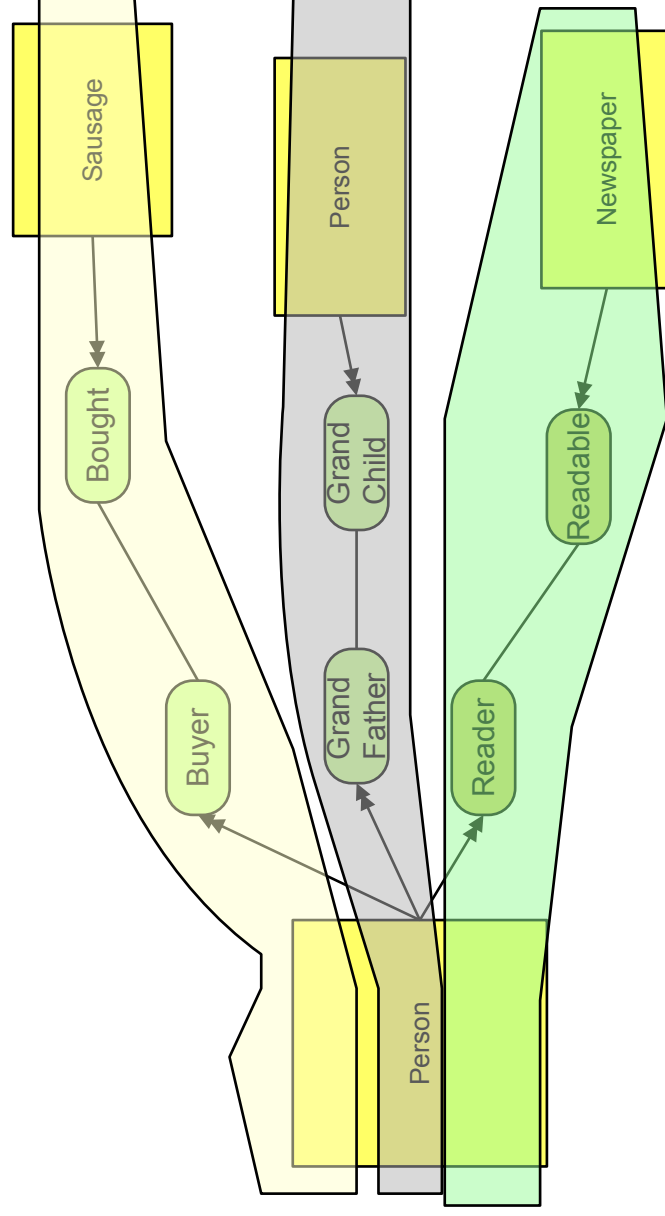 Sausage
Bought
Buyer
Person
Grand
Child
Grand
Father
Person
Newspaper
Readable
Reader